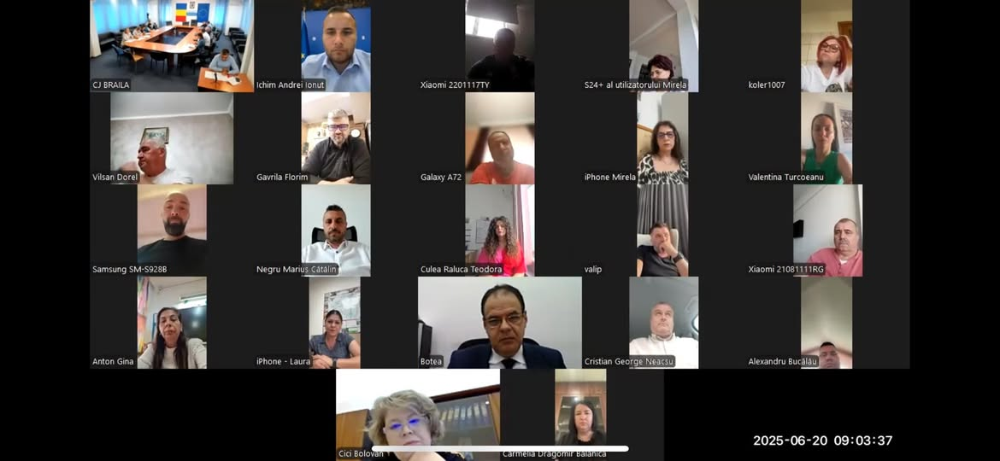 CJ BRAILA
Ichim Andrei Ionut
Xiaomi 2201117TY
S24+ al utilizatorului Mirela
koler1007
Vilsan Dorel
Gavrila Florim
Galaxy A72
iPhone Mirela
Valentina Turcoeanu
Samsung SM-S928B
Negru Marius Cătălin
Culea Raluca Teodora
valip
Xiaomi 21081111RG
Anton Gina
iPhone - Laura
Botea
Cristian George Neacsu
Alexandru Bucălău
Cici Bolovan
Carmelia Dragomir Balanica
2025-06-20 09:03:37